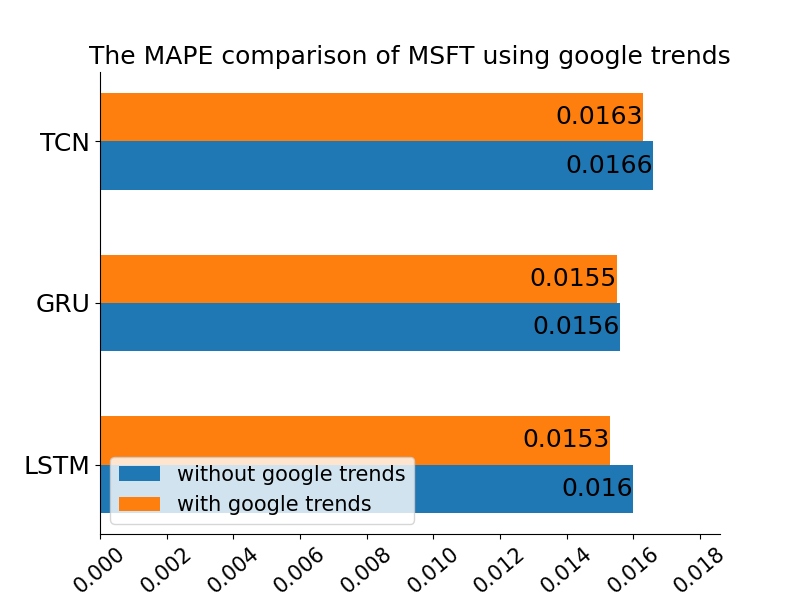 The MAPE comparison of MSFT using google trends
TCN
0.0163
0.0166
GRU
0.0155
0.0156
LSTM
0.0153
0.016
without google trends
with google trends
0.000 0.002 0.004 0.006 0.008 0.010 0.012 0.014 0.016 0.018